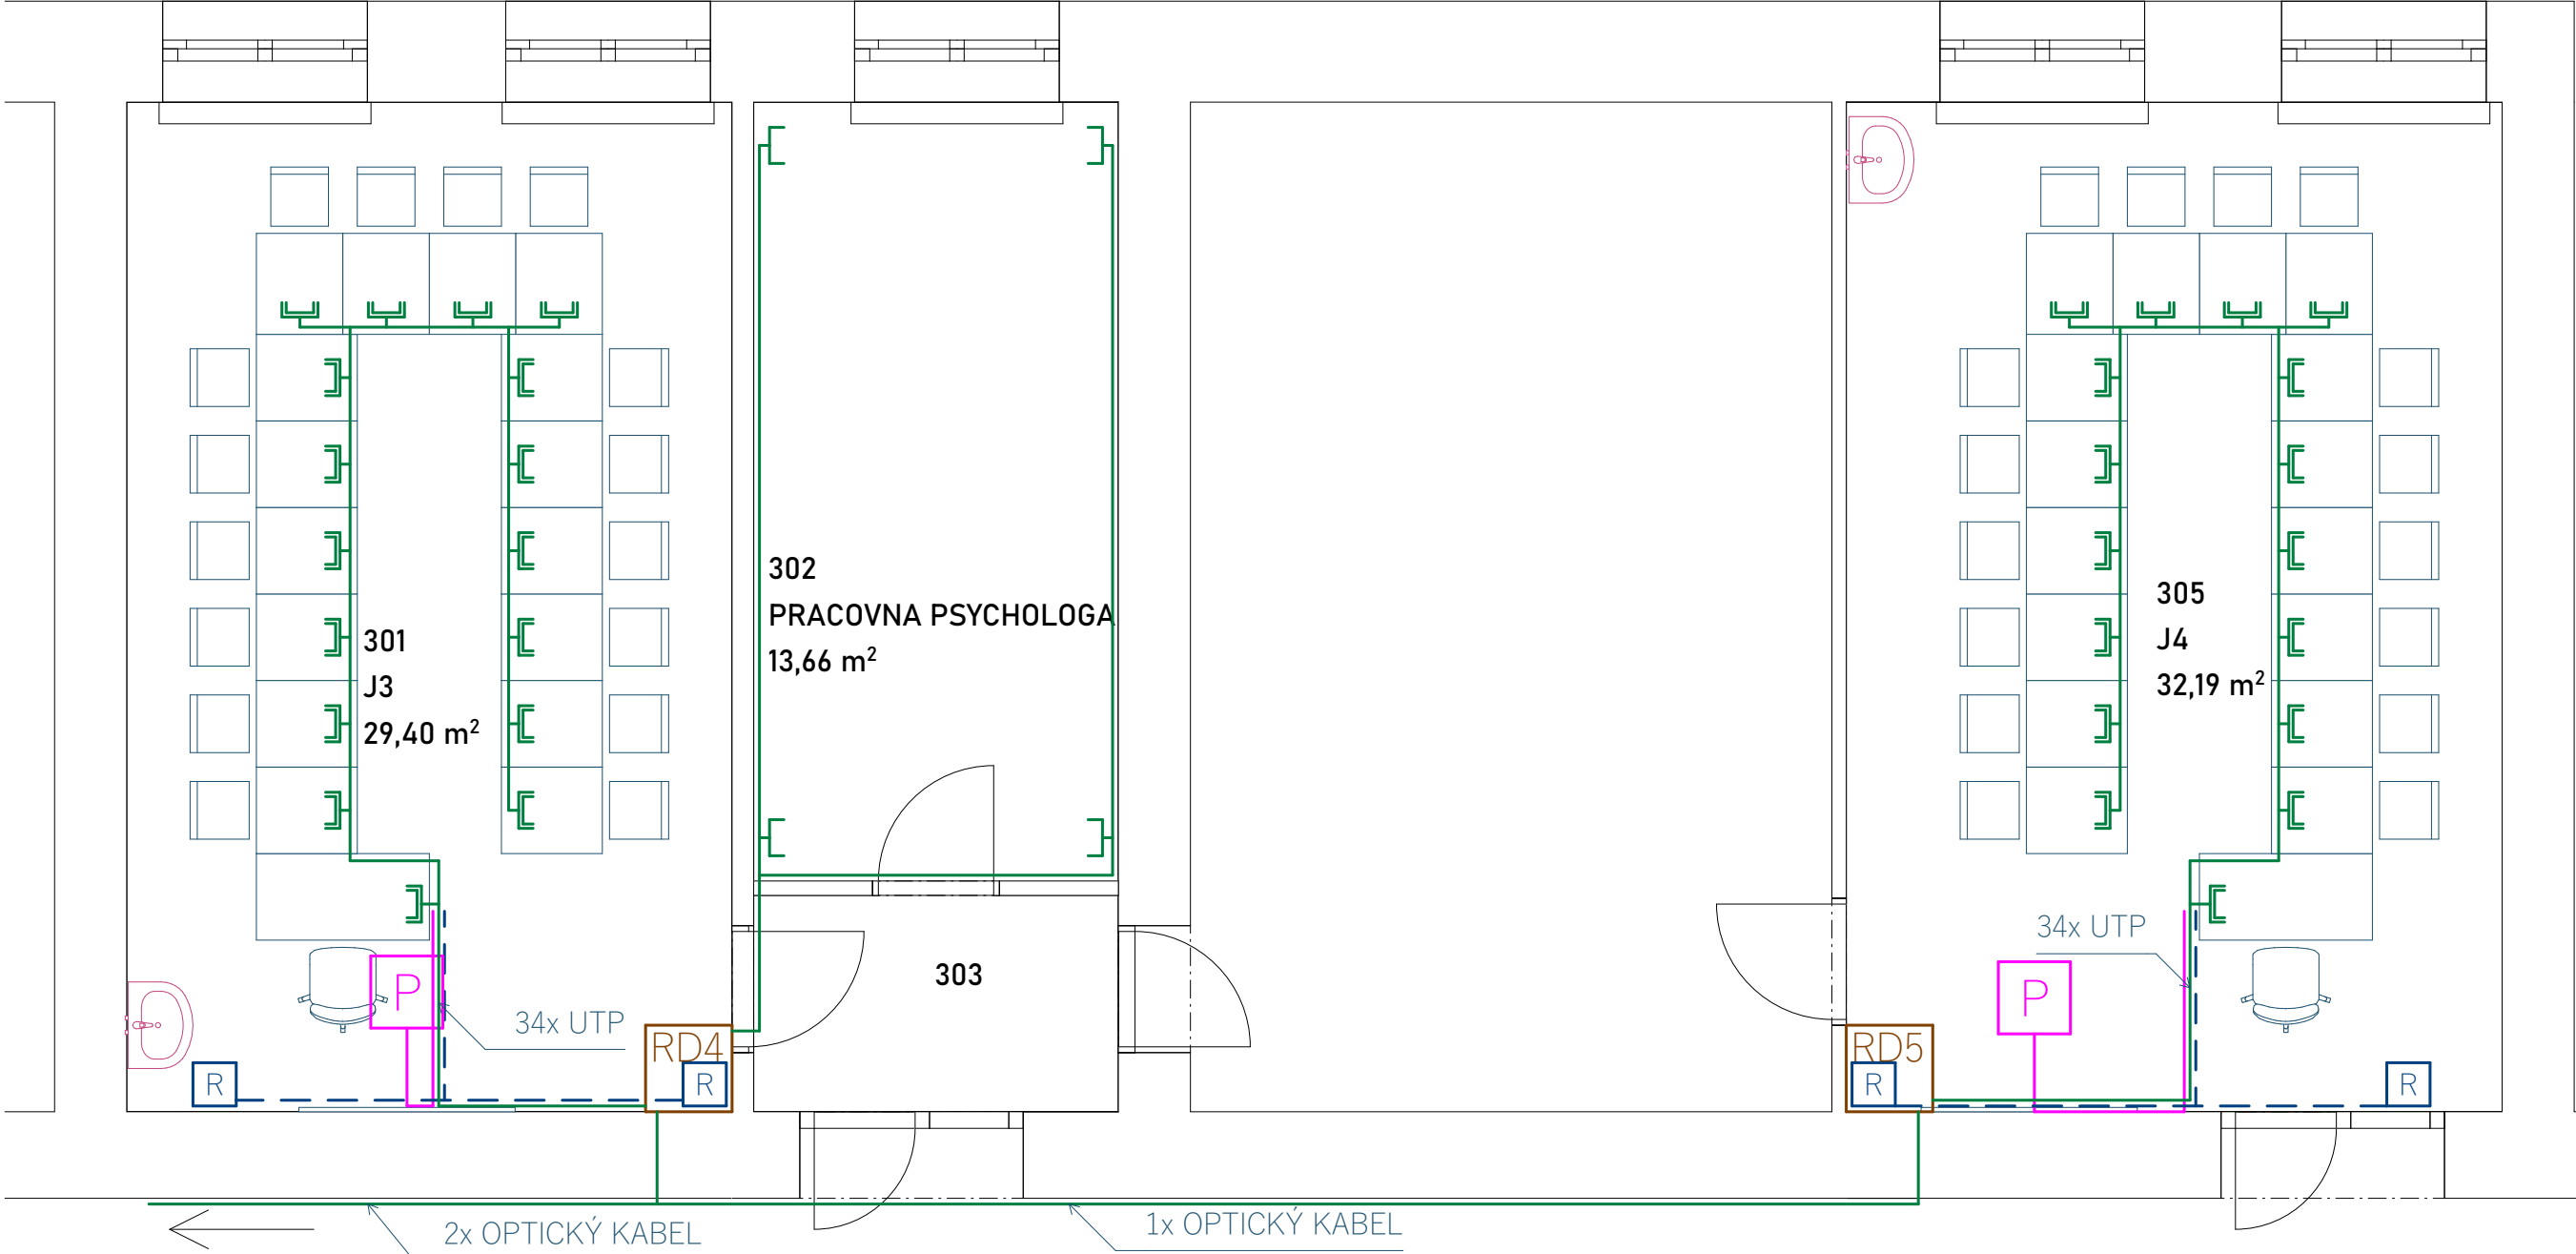 302
PRACOVNA PSYCHOLOGA
13,66 m²
301
J3
29,40 m²
305
J4
32,19 m²
303
P
34x UTP
RD4
R
R
34x UTP
P
RD5
R
R
2x OPTICKÝ KABEL
1x OPTICKÝ KABEL